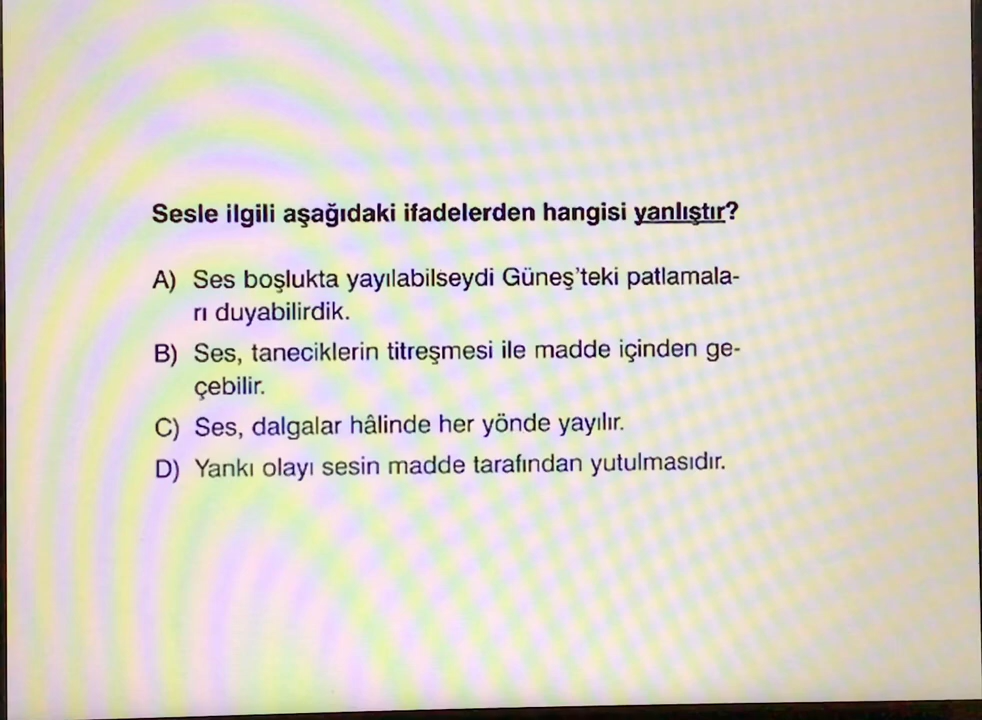 Sesle ilgili aşağıdaki ifadelerden hangisi yanlıştır?
A) Ses boşlukta yayılabilseydi Güneş'teki patlamala-
rı duyabilirdik.
B) Ses, taneciklerin titreşmesi ile madde içinden ge-
çebilir.
C) Ses, dalgalar hâlinde her yönde yayılır.
D) Yankı olayı sesin madde tarafından yutulmasıdır.